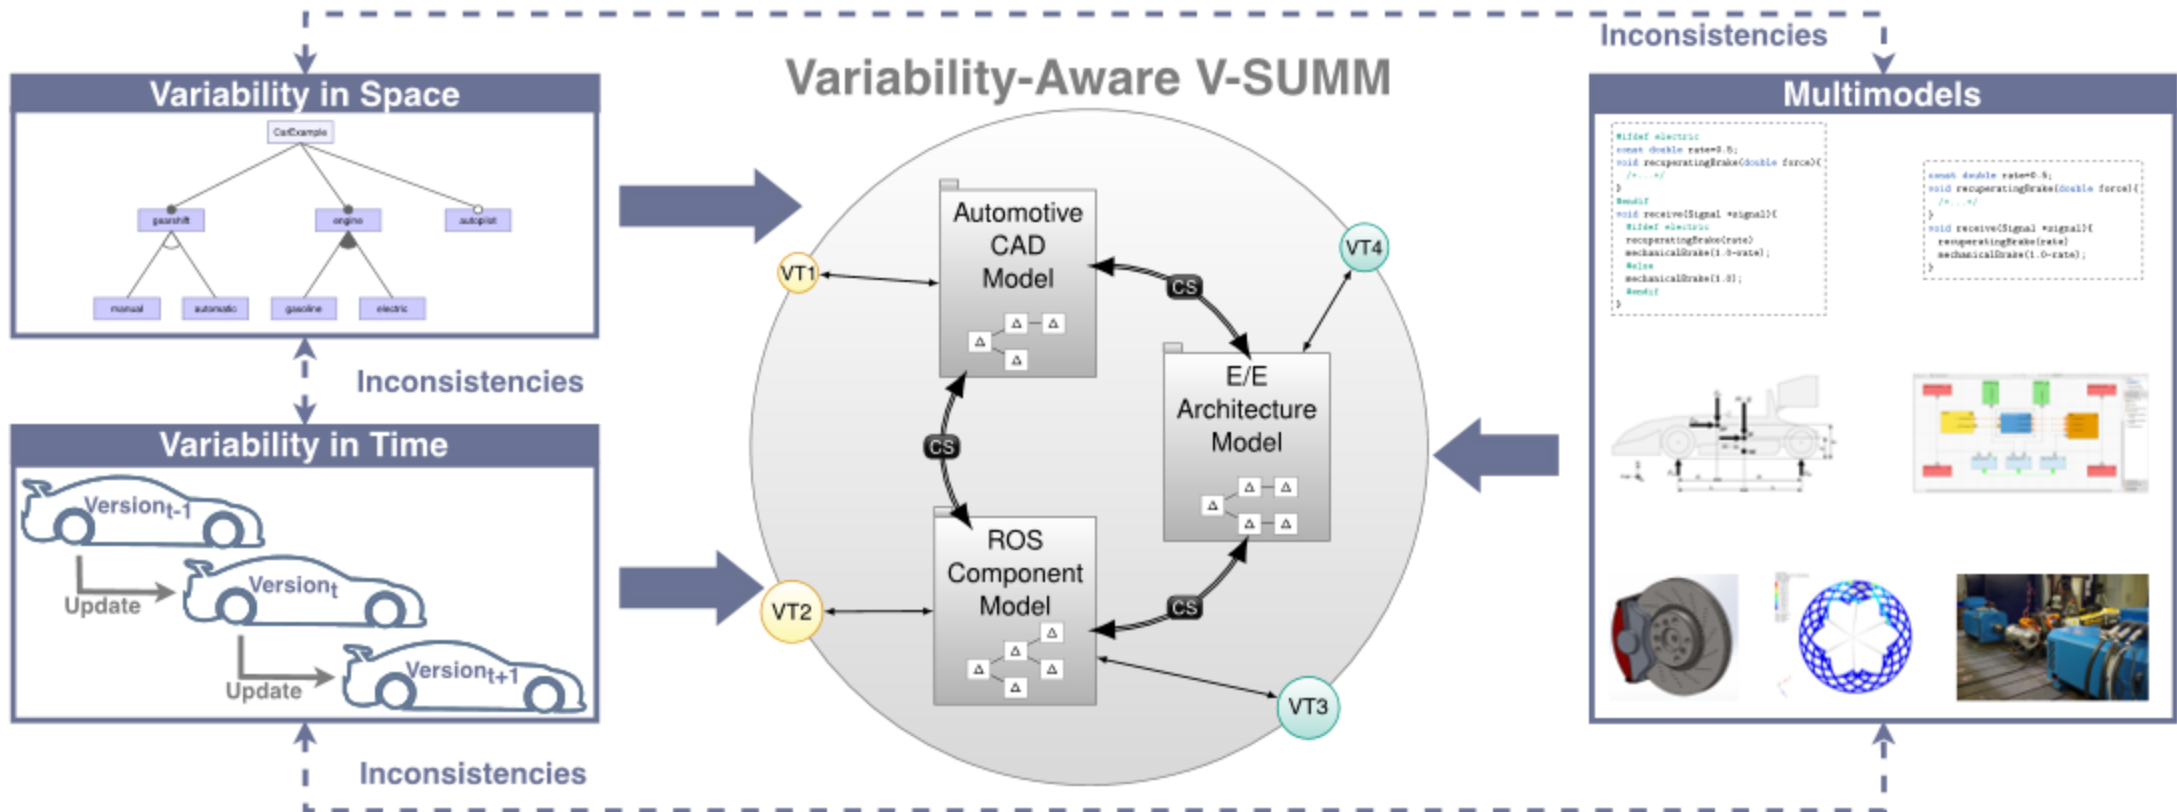 Inconsistencies
Variability-Aware V-SUMM
Variability in Space
CarExample
gearshift
engine
autopilot
manual
automatic
gasoline
electric
Inconsistencies
Variability in Time
Version t-1
Update
Version t
Update
Version t+1
Inconsistencies
VT1
Automotive
CAD
Model
Δ Δ
Δ
Δ
CS
VT4
CS
E/E
Architecture
Model
Δ Δ
Δ
Δ Δ
VT2
ROS
Component
Model
Δ
Δ
Δ Δ
Δ
CS
VT3
Multimodels
#ifdef electric
const double rate=0.5;
void recuperatingBrake(double force){
/*...*/
}
#endif
void receive(Signal *signal){
#ifdef electric
recuperatingBrake(rate)
mechanicalBrake(1.0-rate);
#else
mechanicalBrake(1.0);
#endif
}
const double rate=0.5;
void recuperatingBrake(double force){
/*...*/
}
void receive(Signal *signal){
recuperatingBrake(rate)
mechanicalBrake(1.0-rate);
}